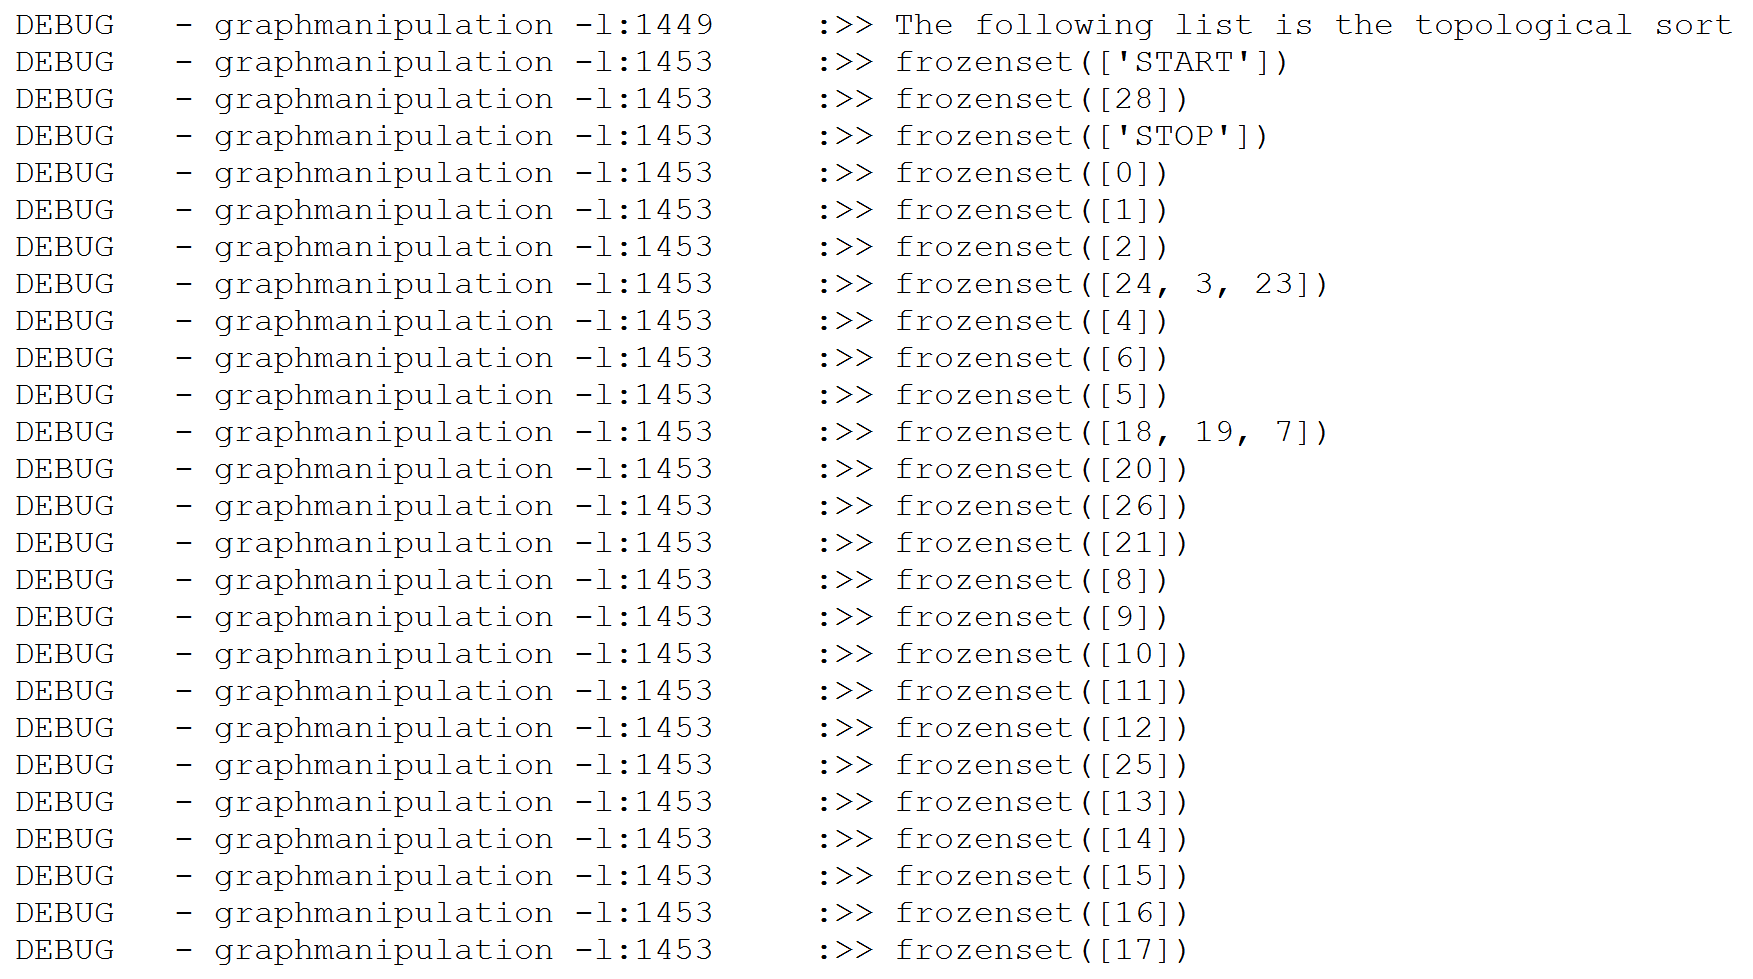 DEBUG   - graphmanipulation -l:1449     :>> The following list is the topological sort
DEBUG   - graphmanipulation -l:1453     :>> frozenset(['START'])
DEBUG   - graphmanipulation -l:1453     :>> frozenset([28])
DEBUG   - graphmanipulation -l:1453     :>> frozenset(['STOP'])
DEBUG   - graphmanipulation -l:1453     :>> frozenset([0])
DEBUG   - graphmanipulation -l:1453     :>> frozenset([1])
DEBUG   - graphmanipulation -l:1453     :>> frozenset([2])
DEBUG   - graphmanipulation -l:1453     :>> frozenset([24, 3, 23])
DEBUG   - graphmanipulation -l:1453     :>> frozenset([4])
DEBUG   - graphmanipulation -l:1453     :>> frozenset([6])
DEBUG   - graphmanipulation -l:1453     :>> frozenset([5])
DEBUG   - graphmanipulation -l:1453     :>> frozenset([18, 19, 7])
DEBUG   - graphmanipulation -l:1453     :>> frozenset([20])
DEBUG   - graphmanipulation -l:1453     :>> frozenset([26])
DEBUG   - graphmanipulation -l:1453     :>> frozenset([21])
DEBUG   - graphmanipulation -l:1453     :>> frozenset([8])
DEBUG   - graphmanipulation -l:1453     :>> frozenset([9])
DEBUG   - graphmanipulation -l:1453     :>> frozenset([10])
DEBUG   - graphmanipulation -l:1453     :>> frozenset([11])
DEBUG   - graphmanipulation -l:1453     :>> frozenset([12])
DEBUG   - graphmanipulation -l:1453     :>> frozenset([25])
DEBUG   - graphmanipulation -l:1453     :>> frozenset([13])
DEBUG   - graphmanipulation -l:1453     :>> frozenset([14])
DEBUG   - graphmanipulation -l:1453     :>> frozenset([15])
DEBUG   - graphmanipulation -l:1453     :>> frozenset([16])
DEBUG   - graphmanipulation -l:1453     :>> frozenset([17])